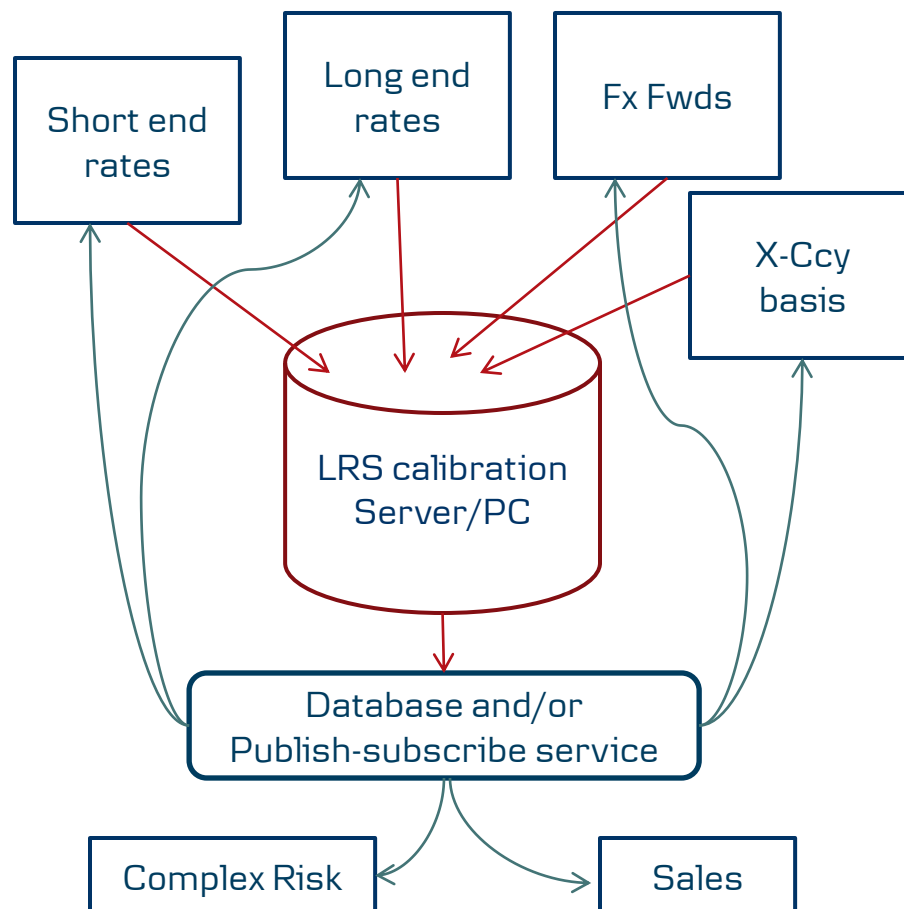 Short end
rates
Long end
rates
Fx Fwds
X-Ccy
basis
LRS calibration
Server/PC
Database and/or
Publish-subscribe service
Complex Risk
Sales